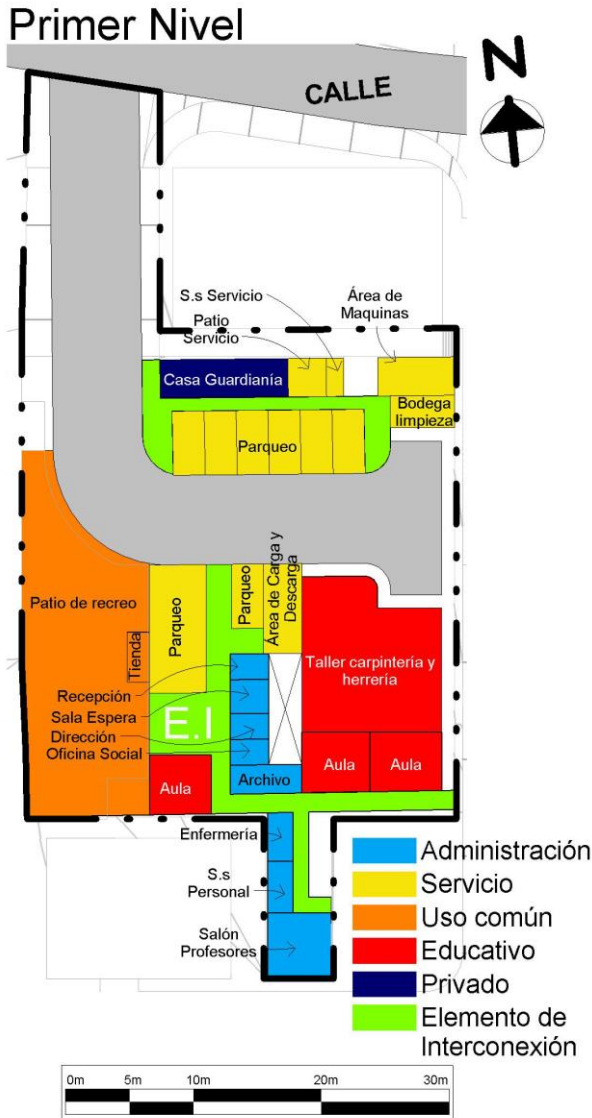 Primer Nivel
N
CALLE
S.s Servicio
Patio
Servicio
Área de
Maquinas
Casa Guardianía
Bodega
limpieza
Parqueo
Patio de recreo
Tienda
Parqueo
Parqueo
Área de Carga y
Descarga
Taller carpintería y
herrería
Recepción
Sala Espera
Dirección
Oficina Social
E.I
Aula
Archivo
Aula
Aula
Enfermería
S.s
Personal
Salón
Profesores
Administración
Servicio
Uso común
Educativo
Privado
Elemento de
Interconexión
0m 5m 10m 20m 30m